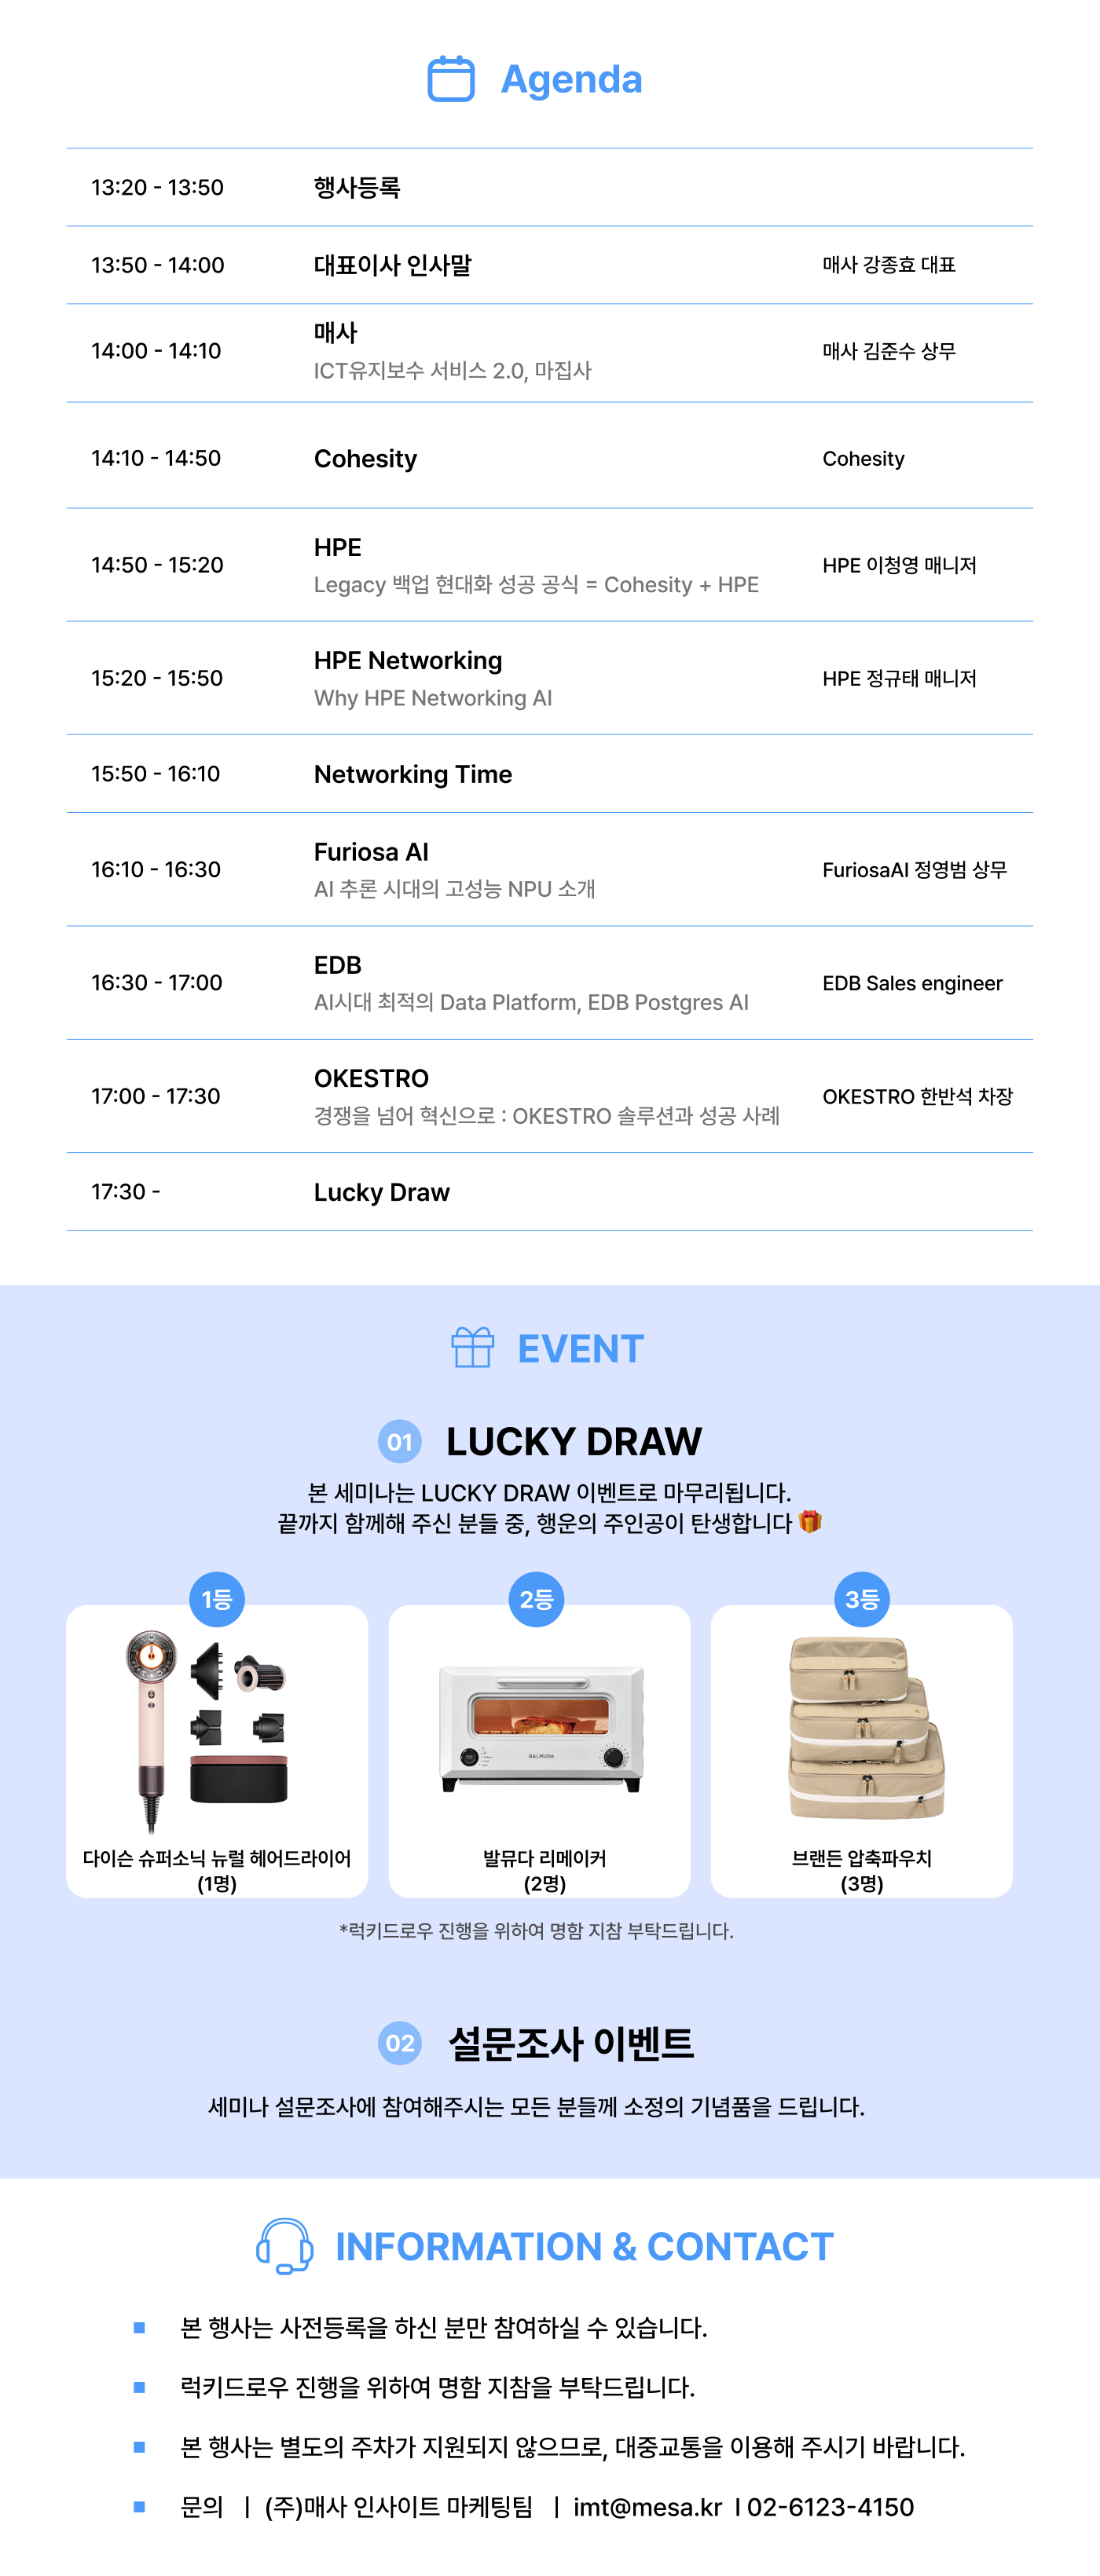 Agenda
13:20 - 13:50 행사등록
13:50 - 14:00 대표이사 인사말 매사 강종효 대표
14:00 - 14:10 매사 매사 김준수 상무
ICT유지보수 서비스 2.0, 마집사
14:10 - 14:50 Cohesity Cohesity
14:50 - 15:20 HPE HPE 이청영 매니저
Legacy 백업 현대화 성공 공식 = Cohesity + HPE
15:20 - 15:50 HPE Networking HPE 정규태 매니저
Why HPE Networking AI
15:50 - 16:10 Networking Time
16:10 - 16:30 Furiosa AI FuriosaAI 정영범 상무
AI 추론 시대의 고성능 NPU 소개
16:30 - 17:00 EDB EDB Sales engineer
AI시대 최적의 Data Platform, EDB Postgres AI
17:00 - 17:30 OKESTRO OKESTRO 한반석 차장
경쟁을 넘어 혁신으로 : OKESTRO 솔루션과 성공 사례
17:30 - Lucky Draw
EVENT
01 LUCKY DRAW
본 세미나는 LUCKY DRAW 이벤트로 마무리됩니다.
끝까지 함께해 주신 분들 중, 행운의 주인공이 탄생합니다 🎁
1등 2등 3등
BALMUDA
다이슨 슈퍼소닉 뉴럴 헤어드라이어 발뮤다 리메이커 브랜든 압축파우치
(1명) (2명) (3명)
*럭키드로우 진행을 위하여 명함 지참 부탁드립니다.
02 설문조사 이벤트
세미나 설문조사에 참여해주시는 모든 분들께 소정의 기념품을 드립니다.
INFORMATION & CONTACT
■ 본 행사는 사전등록을 하신 분만 참여하실 수 있습니다.
■ 럭키드로우 진행을 위하여 명함 지참을 부탁드립니다.
■ 본 행사는 별도의 주차가 지원되지 않으므로, 대중교통을 이용해 주시기 바랍니다.
■ 문의 | (주)매사 인사이트 마케팅팀 | imt@mesa.kr I 02-6123-4150